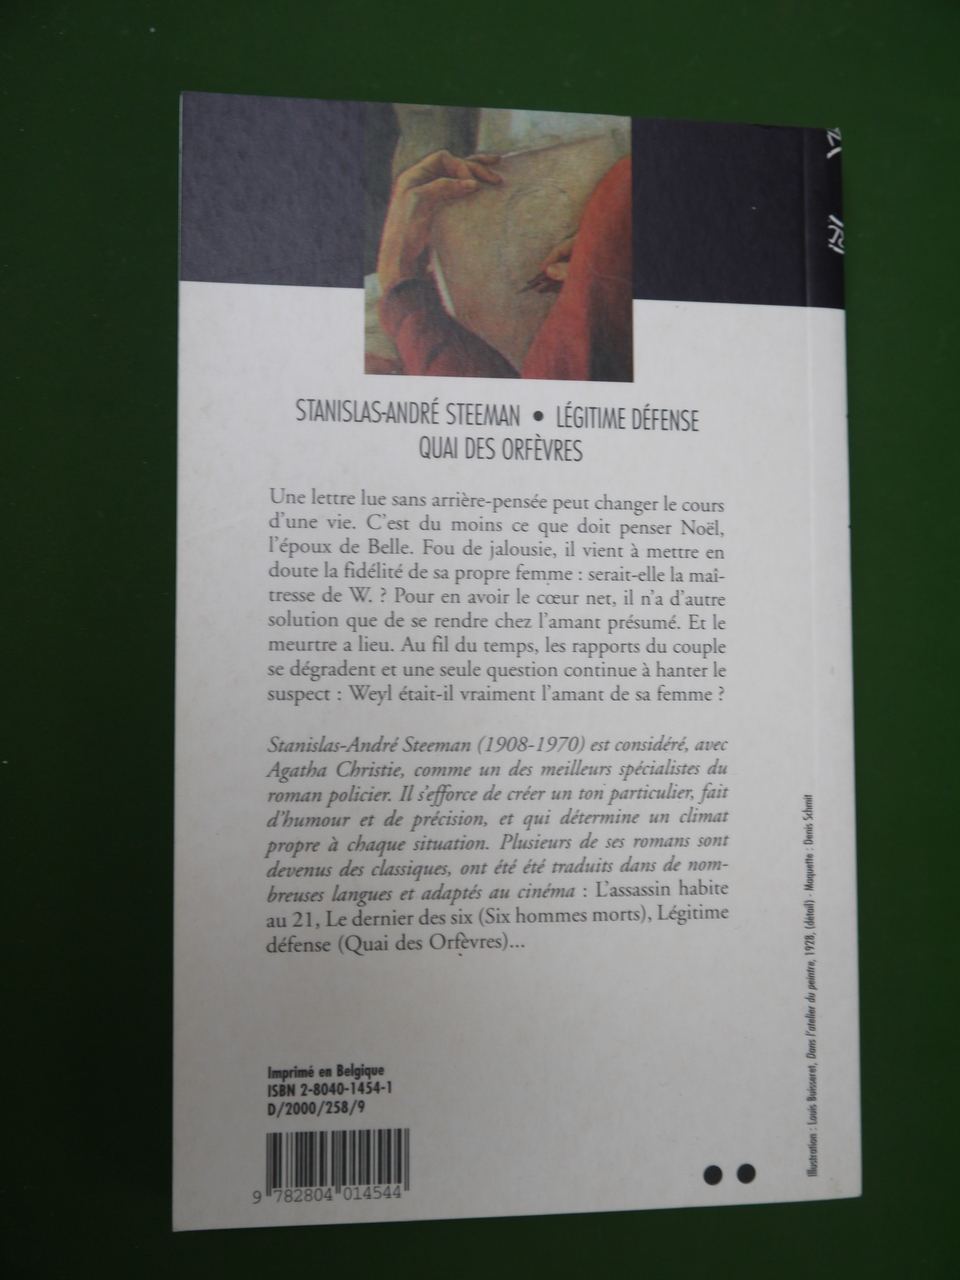 STANISLAS-ANDRÉ STEEMAN • LÉGITIME DÉFENSE
QUAI DES ORFÈVRES
Une lettre lue sans arrière-pensée peut changer le cours
d'une vie. C'est du moins ce que doit penser Noël,
l'époux de Belle. Fou de jalousie, il vient à mettre en
doute la fidélité de sa propre femme : serait-elle la maî-
tresse de W. ? Pour en avoir le cœur net, il n'a d'autre
solution que de se rendre chez l'amant présumé. Et le
meurtre a lieu. Au fil du temps, les rapports du couple
se dégradent et une seule question continue à hanter le
suspect : Weyl était-il vraiment l'amant de sa femme ?
Stanislas-André Steeman (1908-1970) est considéré, avec
Agatha Christie, comme un des meilleurs spécialistes du
roman policier. Il s'efforce de créer un ton particulier, fait
d'humour et de précision, et qui détermine un climat
propre à chaque situation. Plusieurs de ses romans sont
devenus des classiques, ont été été traduits dans de nom-
breuses langues et adaptés au cinéma : L'assassin habite
au 21, Le dernier des six (Six hommes morts), Légitime
défense (Quai des Orfèvres)...
Imprimé en Belgique
ISBN 2-8040-1454-1
D/2000/258/9
9 782804 014544
Illustration : Louis Buisseret, Dans l'atelier du peintre, 1928, (détail) · Maquette : Denis Schmit